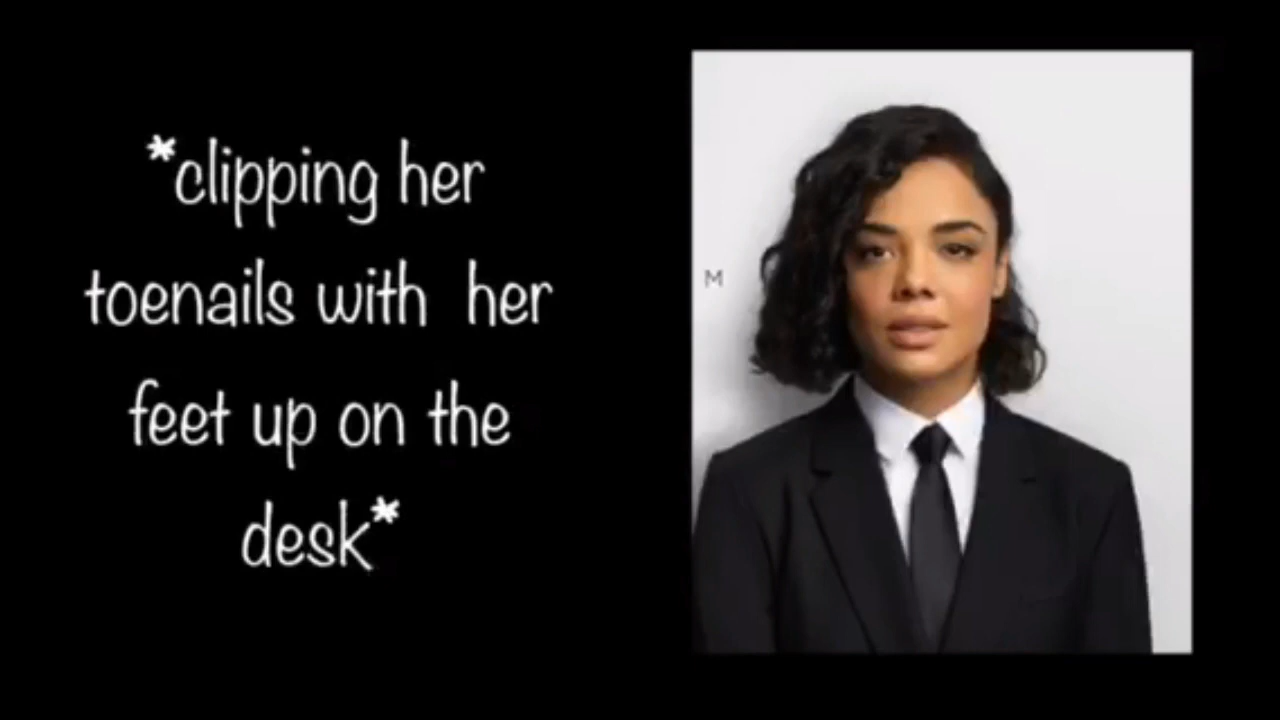 *clipping her
toenails with her
feet up on the
desk*
M